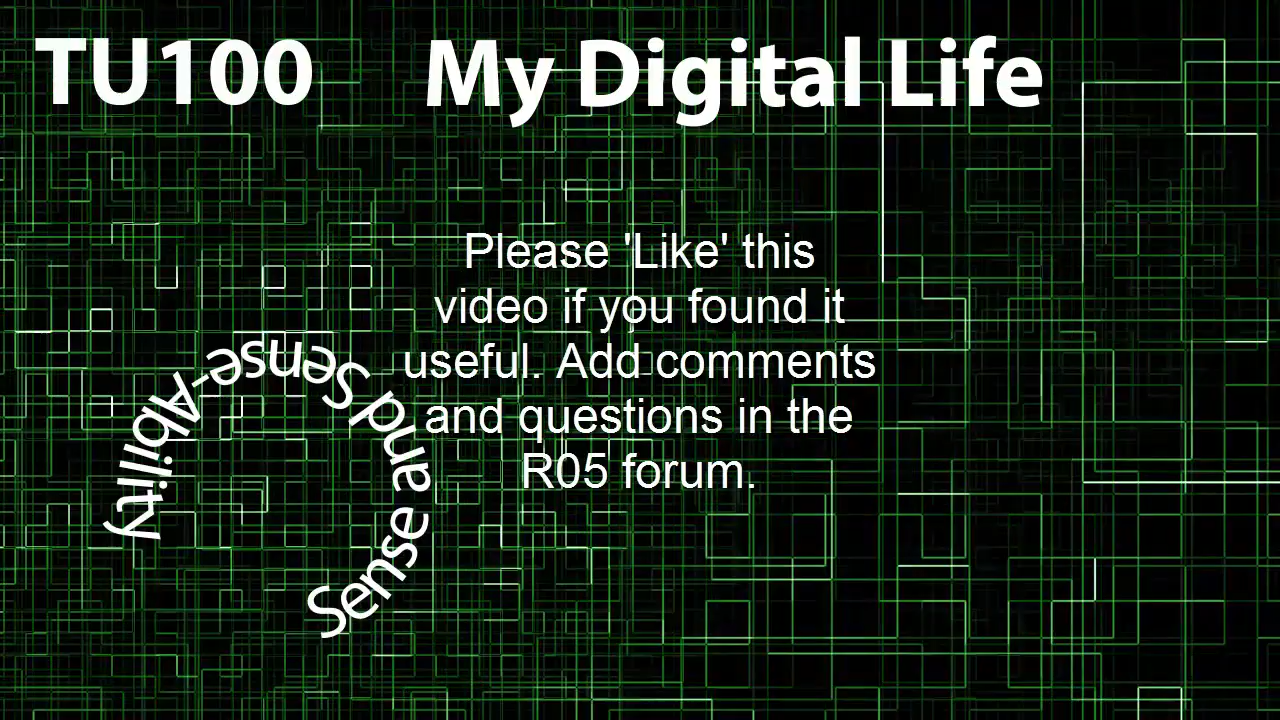 TU100 My Digital Life
Please 'Like' this
video if you found it
useful. Add comments
and questions in the
R05 forum.
Sense and Sense-Ability